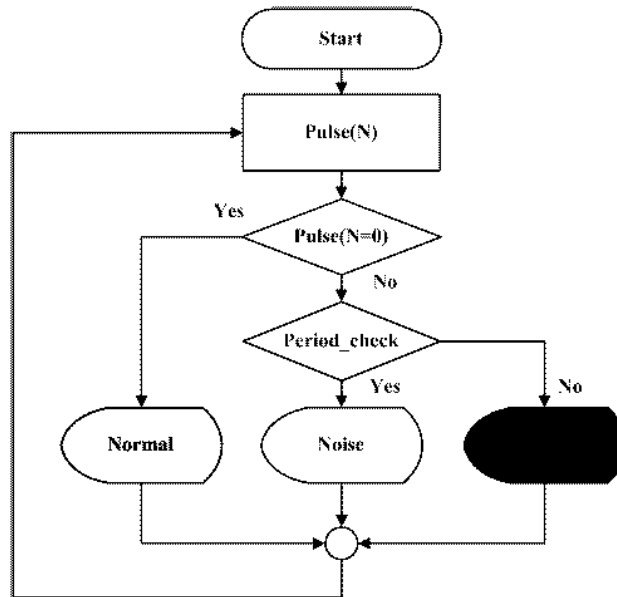 Start
Pulse(N)
Yes
Pulse(N=0)
No
Period_check
Yes
No
Normal
Noise